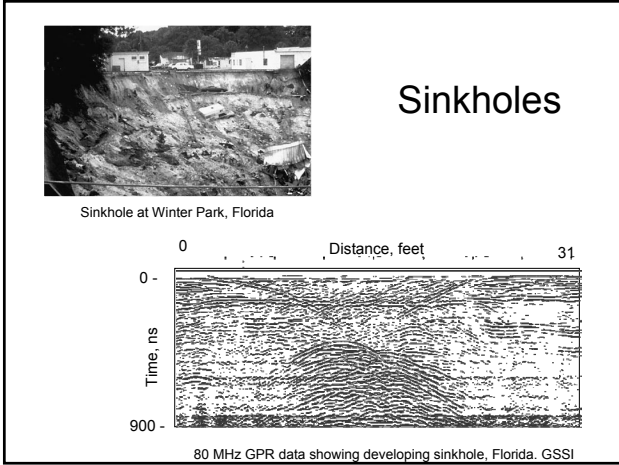 Sinkholes
Sinkhole at Winter Park, Florida
0 Distance, feet 31
0 -
Time, ns
900 -
80 MHz GPR data showing developing sinkhole, Florida. GSSI